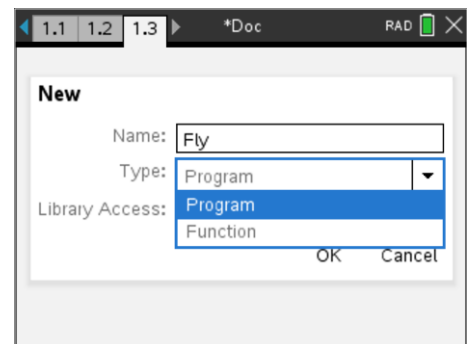 1.1 1.2 1.3 *Doc RAD
New
Name: Fly
Type: Program
Library Access: Program
Function
OK Cancel